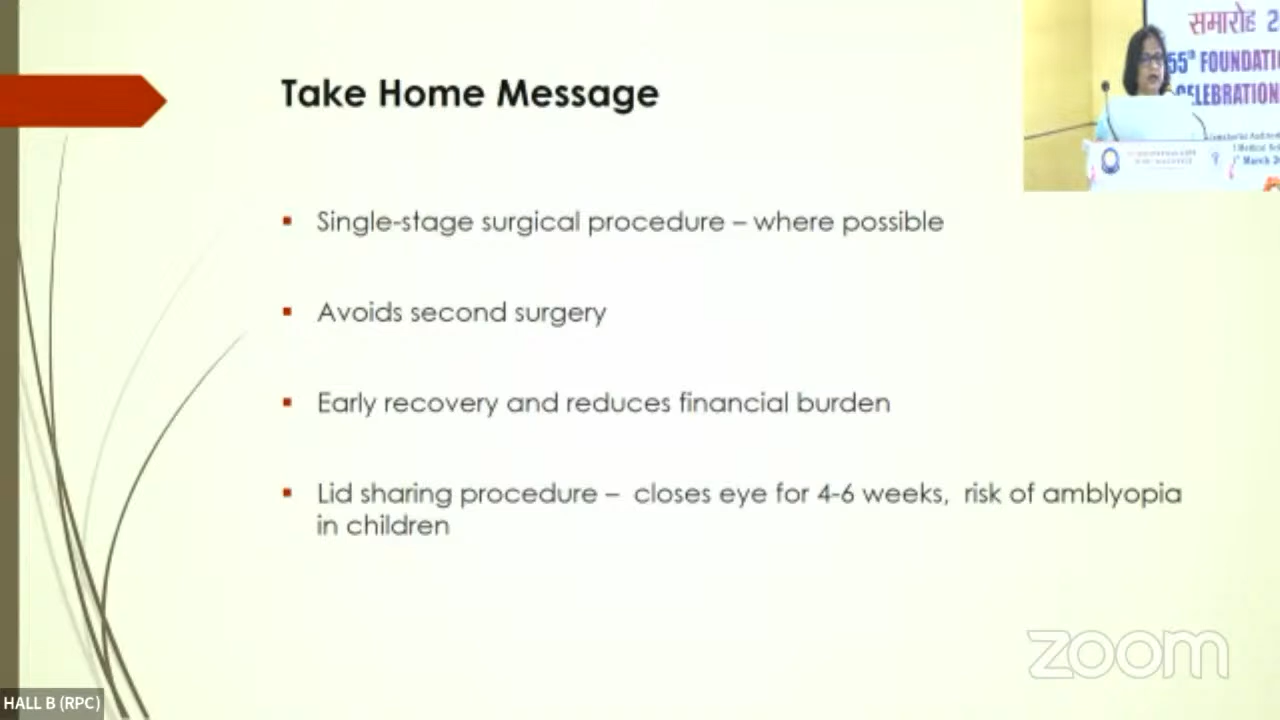 Take Home Message
Single-stage surgical procedure – where possible
Avoids second surgery
Early recovery and reduces financial burden
Lid sharing procedure – closes eye for 4-6 weeks, risk of amblyopia
in children
समारोह 2
55th FOUNDATI
CELEBRATION
March
zoom
HALL B (RPC)